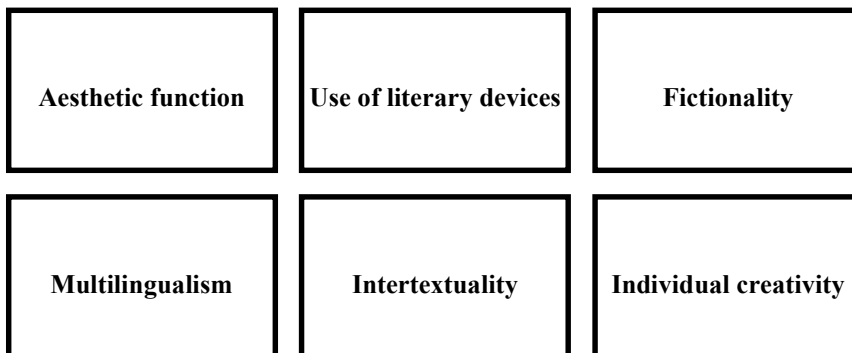 Aesthetic function
Use of literary devices
Fictionality
Multilingualism
Intertextuality
Individual creativity